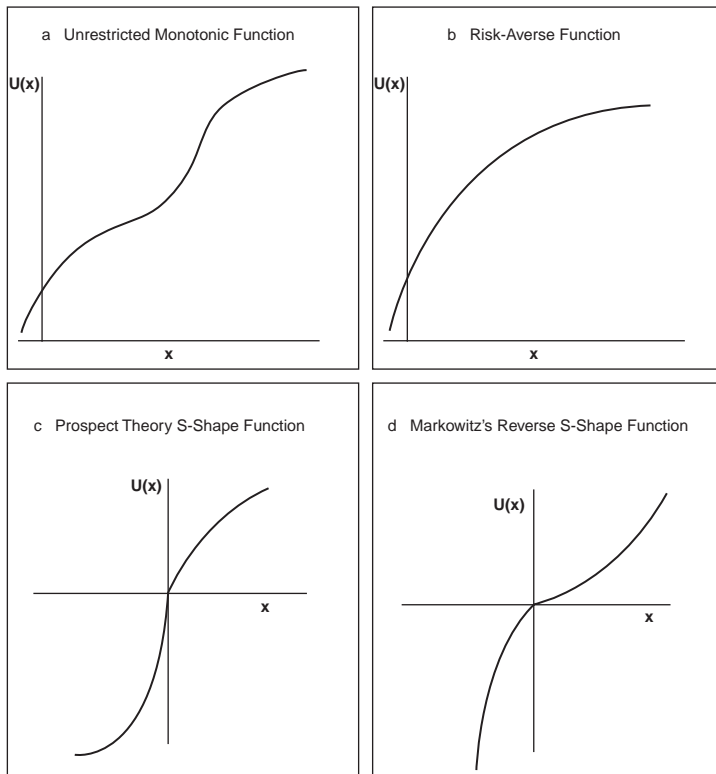 a Unrestricted Monotonic Function
U(x)
x
b Risk-Averse Function
U(x)
x
c Prospect Theory S-Shape Function
U(x)
x
d Markowitz's Reverse S-Shape Function
U(x)
x